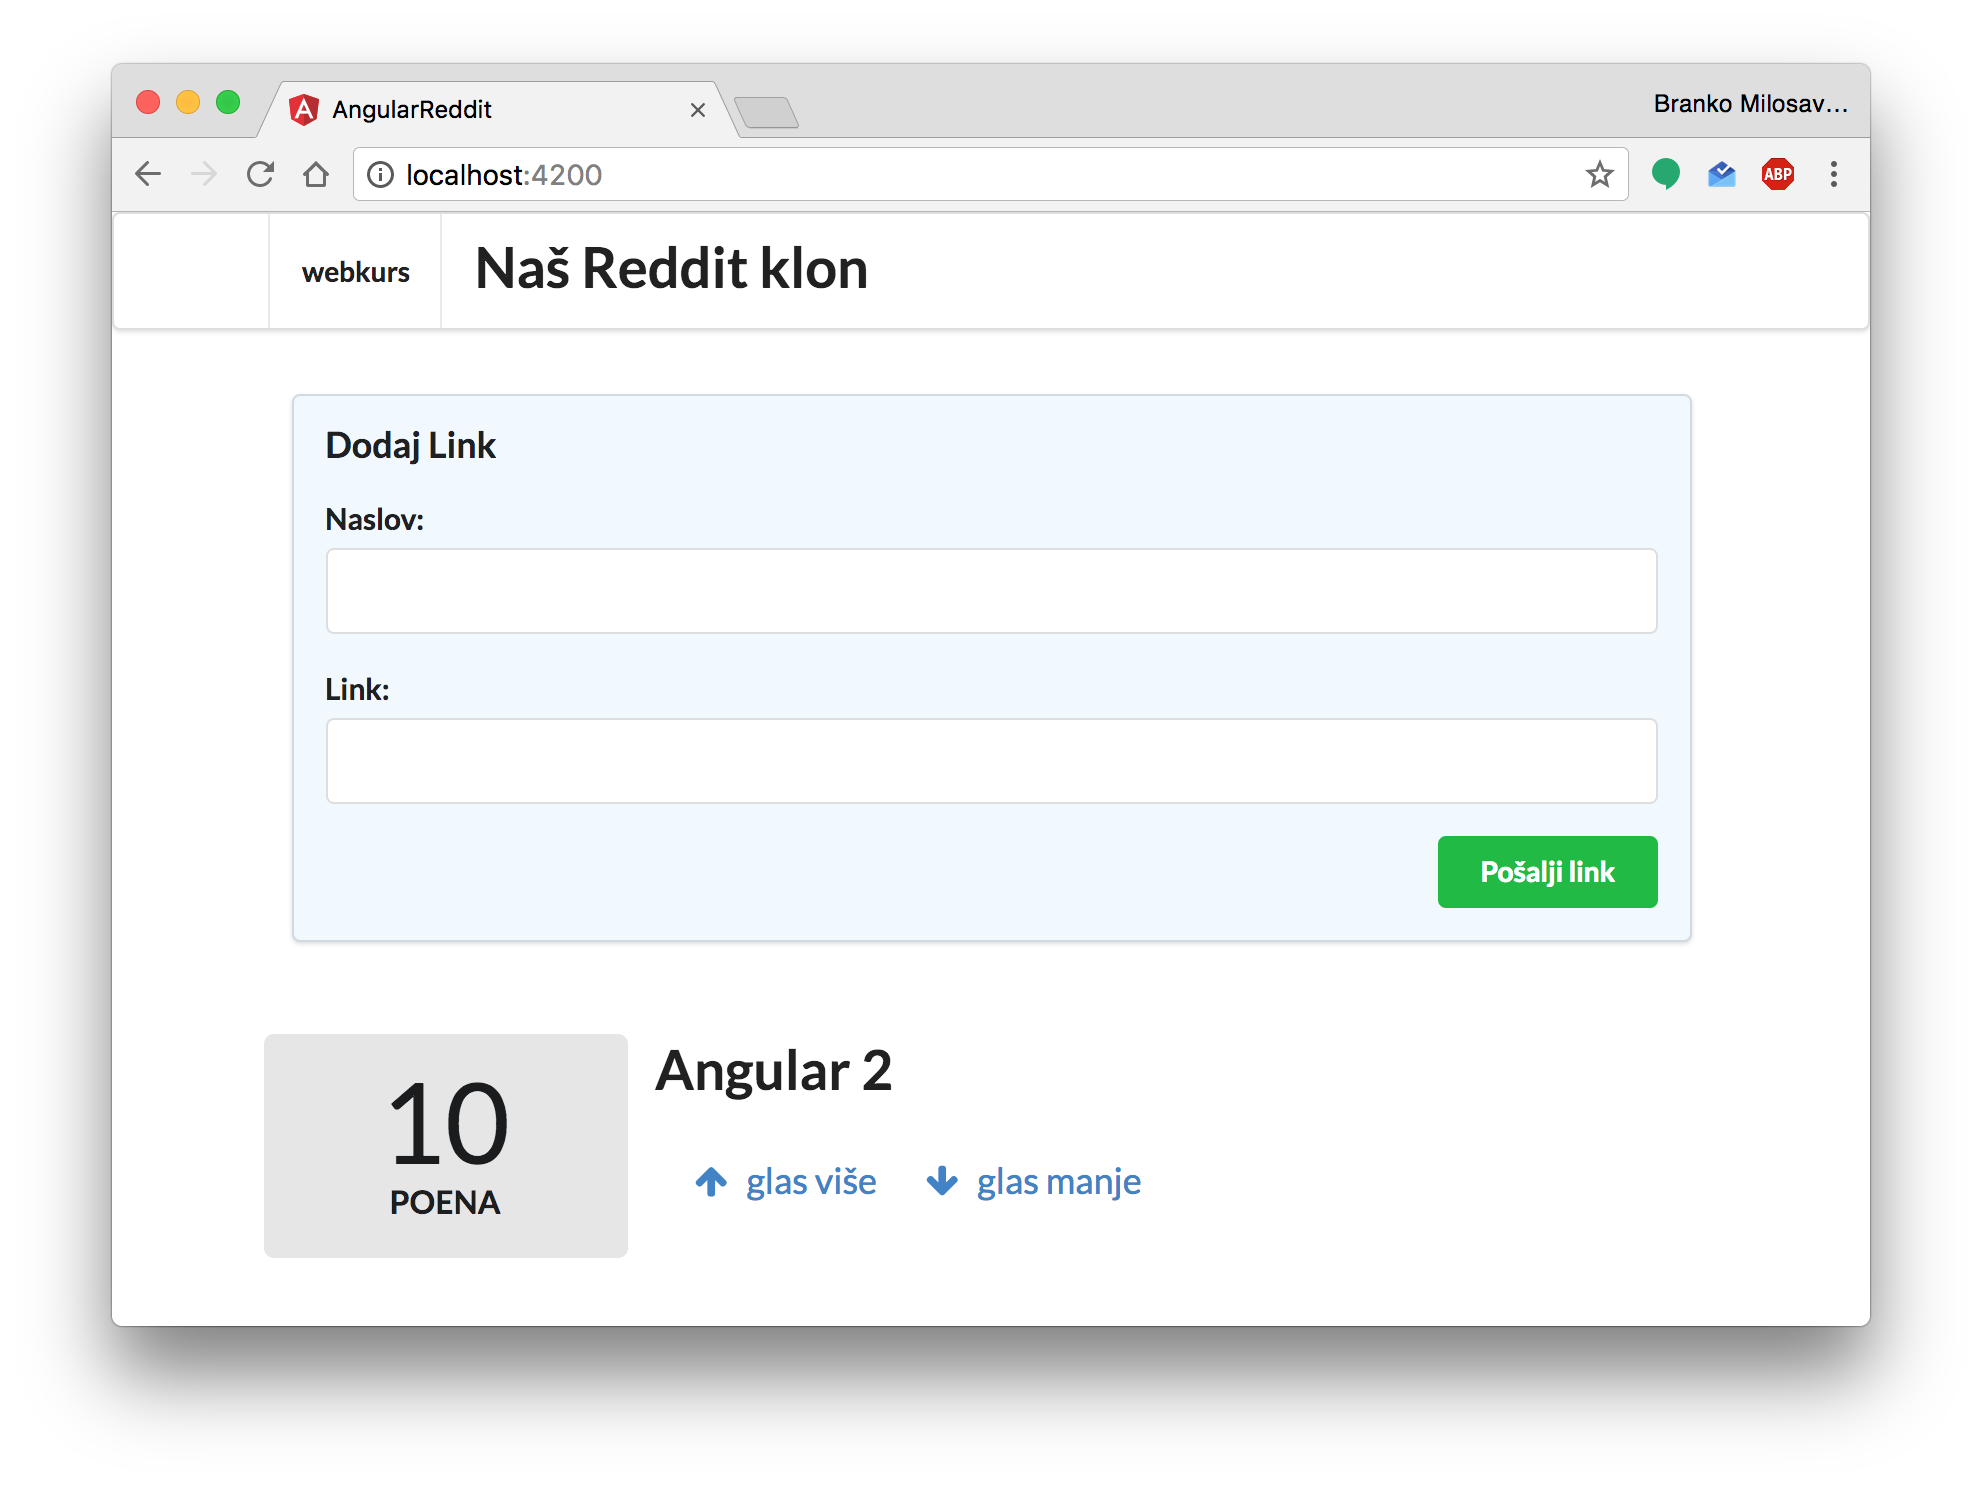 AngularReddit
Branko Milosav...
localhost:4200
ABP
webkurs
Naš Reddit klon
Dodaj Link
Naslov:
Link:
Pošalji link
10
POENA
Angular 2
glas više
glas manje